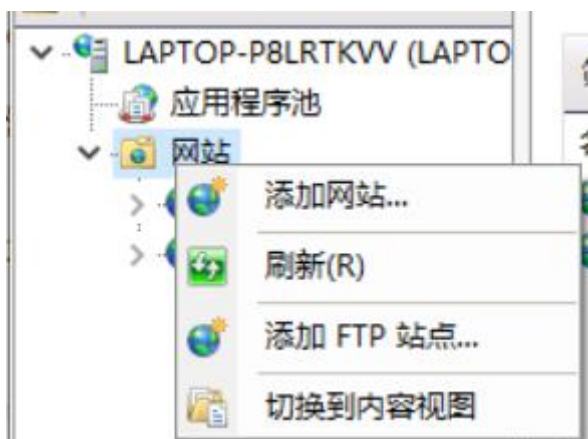 LAPTOP-P8LRTKVV (LAPTO
应用程序池
网站
添加网站...
刷新(R)
添加 FTP 站点...
切换到内容视图